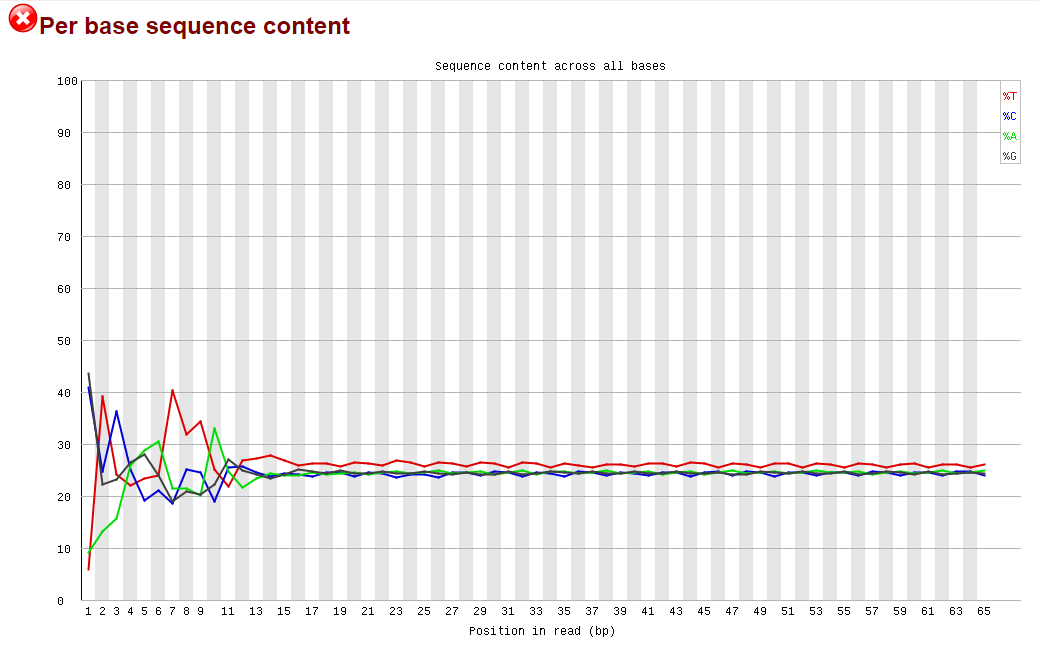 Per base sequence content
Sequence content across all bases
100
90
80
70
60
50
40
30
20
10
0
%T
%C
%A
%G
1 2 3 4 5 6 7 8 9 11 13 15 17 19 21 23 25 27 29 31 33 35 37 39 41 43 45 47 49 51 53 55 57 59 61 63 65
Position in read (bp)